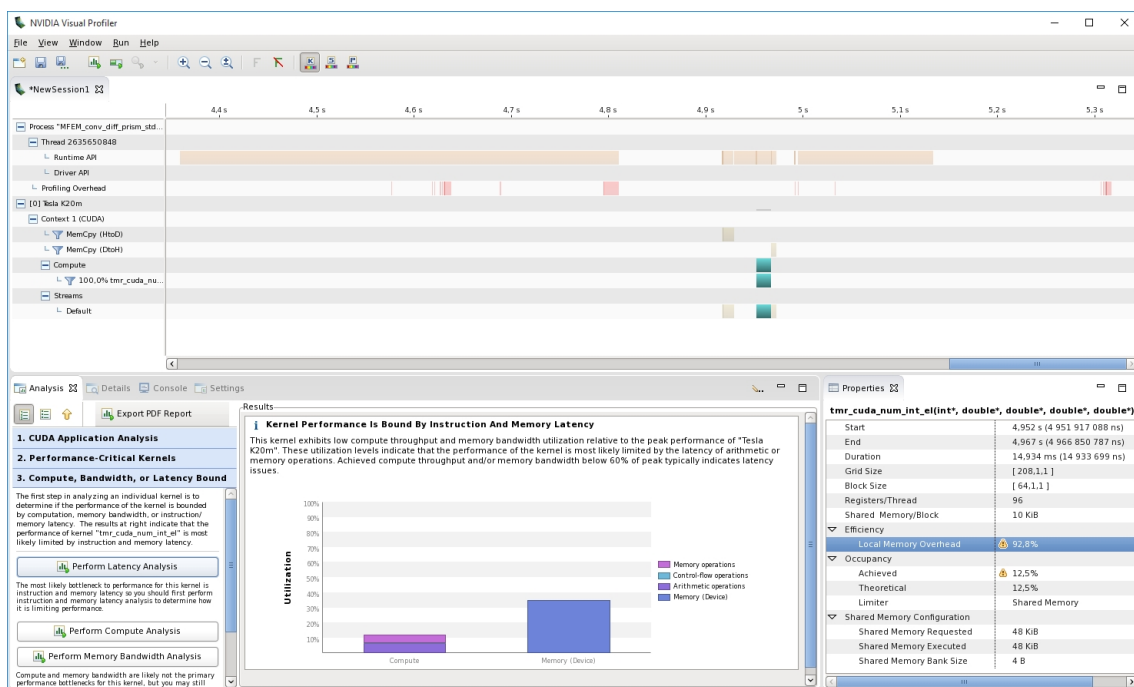 NVIDIA Visual Profiler
File View Window Run Help
*NewSession1
4,4 s 4,5 s 4,6 s 4,7 s 4,8 s 4,9 s 5 s 5,1 s 5,2 s 5,3 s
Process "MFEM_conv_diff_prism_std...
Thread 2635650848
Runtime API
Driver API
Profiling Overhead
[0] Tesla K20m
Context 1 (CUDA)
MemCpy (HtoD)
MemCpy (DtoH)
Compute
100,0% tmr_cuda_nu...
Streams
Default
Analysis Details Console Settings
Export PDF Report
1. CUDA Application Analysis
2. Performance-Critical Kernels
3. Compute, Bandwidth, or Latency Bound
The first step in analyzing an individual kernel is to
determine if the performance of the kernel is bounded
by computation, memory bandwidth, or instruction/
memory latency. The results at right indicate that the
performance of kernel "tmr_cuda_num_int_el" is most
likely limited by instruction and memory latency.
Perform Latency Analysis
The most likely bottleneck to performance for this kernel is
instruction and memory latency so you should first perform
instruction and memory latency analysis to determine how
it is limiting performance.
Perform Compute Analysis
Perform Memory Bandwidth Analysis
Compute and memory bandwidth are likely not the primary
performance bottlenecks for this kernel, but you may still
Results
Kernel Performance Is Bound By Instruction And Memory Latency
This kernel exhibits low compute throughput and memory bandwidth utilization relative to the peak performance of "Tesla
K20m". These utilization levels indicate that the performance of the kernel is most likely limited by the latency of arithmetic or
memory operations. Achieved compute throughput and/or memory bandwidth below 60% of peak typically indicates latency
issues.
100%
90%
80%
70%
60%
50%
40%
30%
20%
10%
Utilization
Compute Memory (Device)
Memory operations
Control-flow operations
Arithmetic operations
Memory (Device)
Properties
tmr_cuda_num_int_el(int*, double*, double*, double*, double*)
Start 4,952 s (4 951 917 088 ns)
End 4,967 s (4 966 850 787 ns)
Duration 14,934 ms (14 933 699 ns)
Grid Size [ 208,1,1 ]
Block Size [ 64,1,1 ]
Registers/Thread 96
Shared Memory/Block 10 KiB
Efficiency
Local Memory Overhead 92,8%
Occupancy
Achieved 12,5%
Theoretical 12,5%
Limiter Shared Memory
Shared Memory Configuration
Shared Memory Requested 48 KiB
Shared Memory Executed 48 KiB
Shared Memory Bank Size 4 B